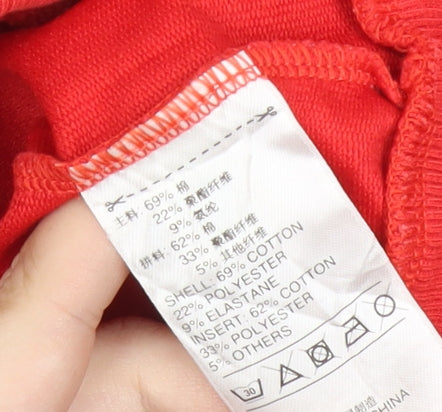 主料: 69% 棉
22% 聚酯纤维
9% 氨纶
拼料: 62% 棉
33% 聚酯纤维
5% 其他纤维
SHELL: 69% COTTON
22% POLYESTER
9% ELASTANE
INSERT: 62% COTTON
33% POLYESTER
5% OTHERS
30
CHINA